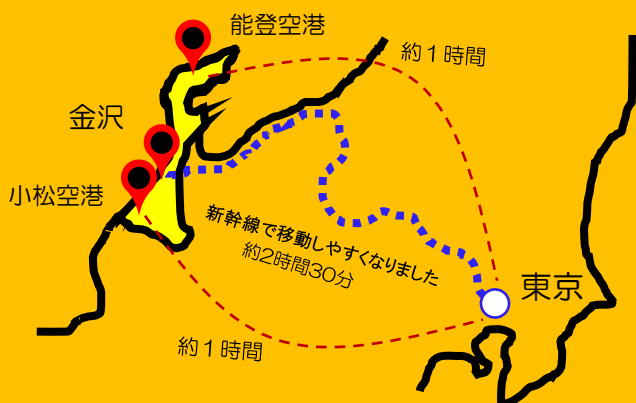 能登空港
約１時間
金沢
小松空港
新幹線で移動しやすくなりました
約2時間30分
東京
約１時間